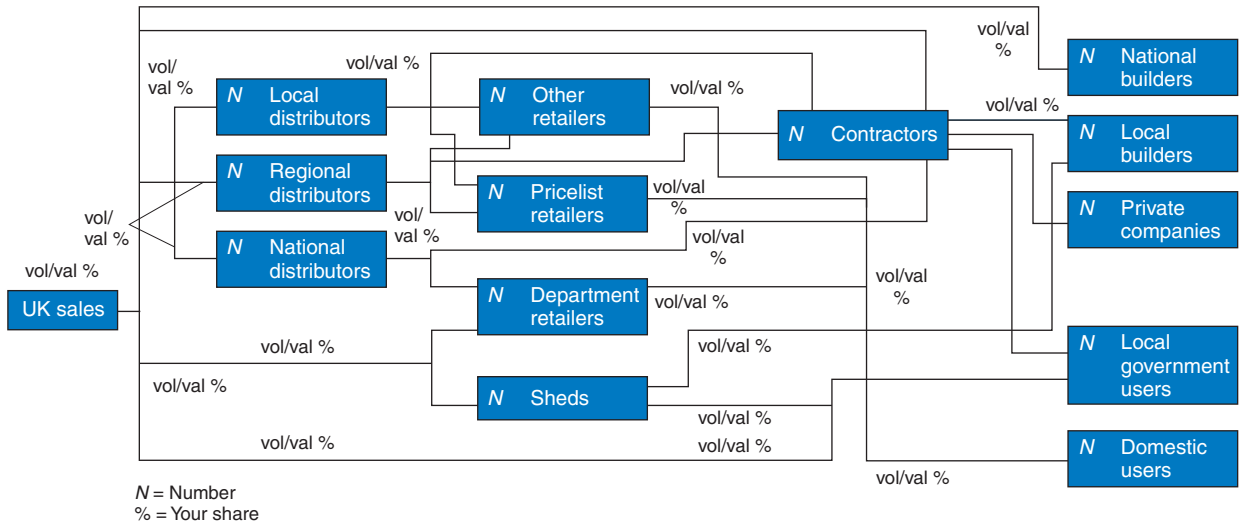 vol/val %
N National
builders
vol/
val %
vol/val %
N Local
distributors
N Other
retailers
vol/val %
N Contractors
vol/val %
N Local
builders
N Regional
distributors
N Pricelist
retailers
vol/val
%
N Private
companies
vol/
val %
N National
distributors
vol/
val %
vol/val
%
vol/val %
UK sales
N Department
retailers
vol/val %
vol/val
%
vol/val %
vol/val %
N Local
government
users
vol/val %
N Sheds
vol/val %
vol/val %
vol/val %
N Domestic
users
vol/val %
N = Number
% = Your share